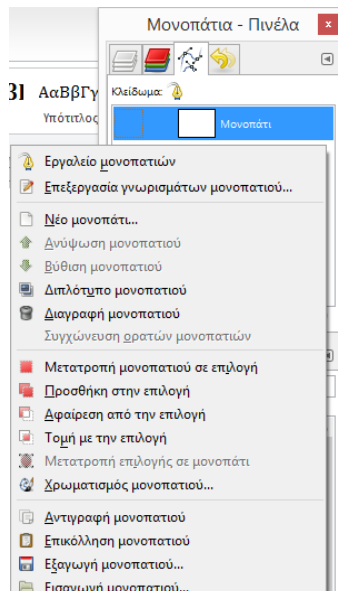 Μονοπάτια - Πινέλα
x
ΑαΒβΓγ
Κλείδωμα:
Υπότιτλος
Μονοπάτι
Εργαλείο μονοπατιών
Επεξεργασία γνωρισμάτων μονοπατιού...
Νέο μονοπάτι...
Ανύψωση μονοπατιού
Βύθιση μονοπατιού
Διπλότυπο μονοπατιού
Διαγραφή μονοπατιού
Συγχώνευση ορατών μονοπατιών
Μετατροπή μονοπατιού σε επιλογή
Προσθήκη στην επιλογή
Αφαίρεση από την επιλογή
Τομή με την επιλογή
Μετατροπή επιλογής σε μονοπάτι
Χρωματισμός μονοπατιού...
Αντιγραφή μονοπατιού
Επικόλληση μονοπατιού
Εξαγωγή μονοπατιού...
Εισαγωγή μονοπατιού...